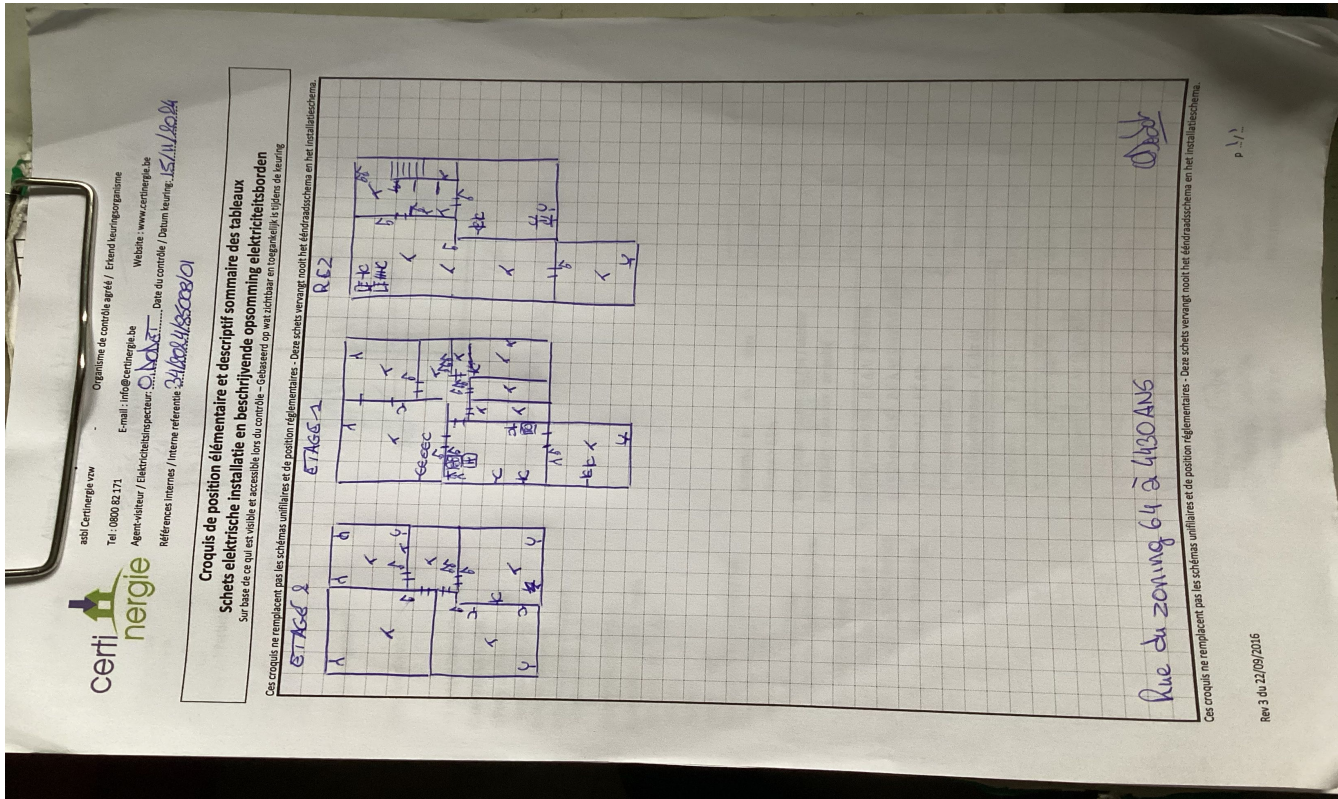 certi
nergie
asbl Certinergie vzw - Organisme de contrôle agréé / Erkend keuringsorganisme
Tel : 0800 82 171 E-mail : info@certinergie.be Website : www.certinergie.be
Agent-visiteur / Elektriciteitsinspecteur: O. DODET Date du contrôle / Datum keuring: 15/11/2024
Références internes / Interne referentie: 34/2024/85008/01
Croquis de position élémentaire et descriptif sommaire des tableaux
Schets elektrische installatie en beschrijvende opsomming elektriciteitsborden
Sur base de ce qui est visible et accessible lors du contrôle – Gebaseerd op wat zichtbaar en toegankelijk is tijdens de keuring
Ces croquis ne remplacent pas les schémas unifilaires et de position réglementaires - Deze schets vervangt nooit het ééndraadsschema en het installatieschema.
ETAGE 2 ETAGE 1 REZ
Rue du zoning 64 à 4430 ANS
Ces croquis ne remplacent pas les schémas unifilaires et de position réglementaires - Deze schets vervangt nooit het ééndraadsschema en het installatieschema.
Rev 3 du 22/09/2016 p 1/1